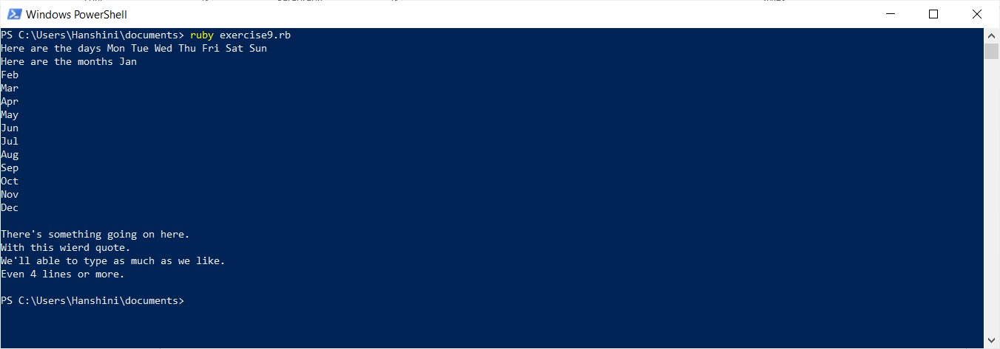 Windows PowerShell
PS C:\Users\Hanshini\documents> ruby exercise9.rb
Here are the days Mon Tue Wed Thu Fri Sat Sun
Here are the months Jan
Feb
Mar
Apr
May
Jun
Jul
Aug
Sep
Oct
Nov
Dec
There's something going on here.
With this wierd quote.
We'll able to type as much as we like.
Even 4 lines or more.
PS C:\Users\Hanshini\documents>